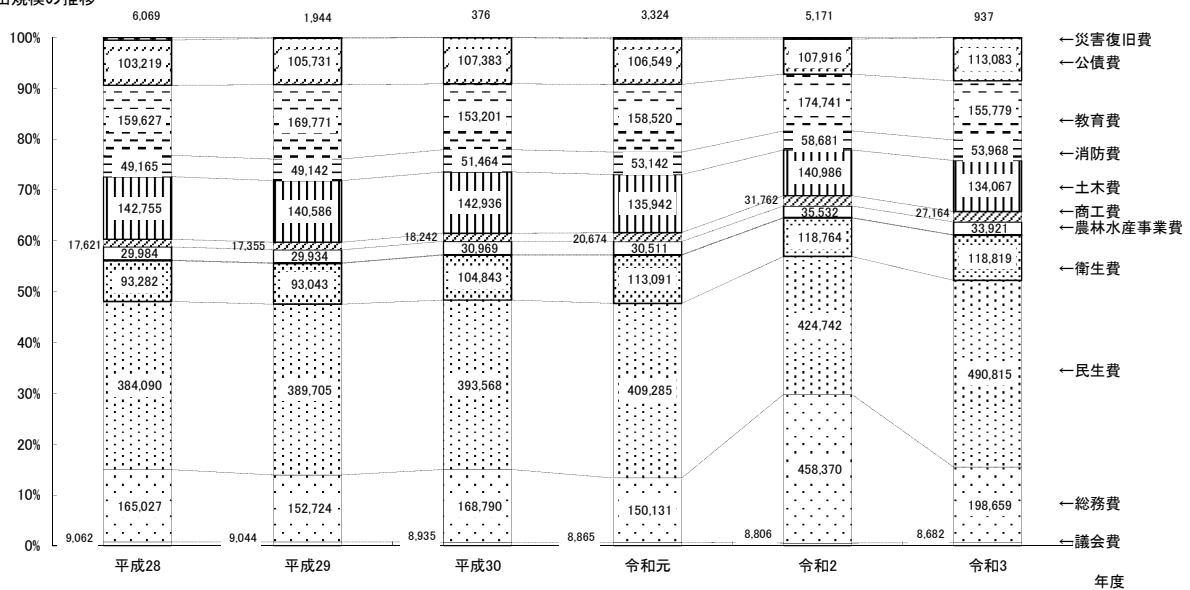 規模の推移
6,069 1,944 376 3,324 5,171 937
100% ←災害復旧費
103,219 105,731 107,383 106,549 107,916 113,083 ←公債費
90%
159,627 169,771 153,201 158,520 174,741 155,779 ←教育費
80%
49,165 49,142 51,464 53,142 58,681 53,968 ←消防費
70%
142,755 140,586 142,936 135,942 140,986 134,067 ←土木費
17,621 17,355 18,242 20,674 31,762 27,164 ←商工費
60%
29,984 29,934 30,969 30,511 35,532 33,921 ←農林水産事業費
93,282 93,043 104,843 113,091 118,764 118,819 ←衛生費
50%
40%
384,090 389,705 393,568 409,285 424,742 490,815 ←民生費
30%
20%
10%
165,027 152,724 168,790 150,131 458,370 198,659 ←総務費
9,062 9,044 8,935 8,865 8,806 8,682 ←議会費
0%
平成28 平成29 平成30 令和元 令和2 令和3
年度